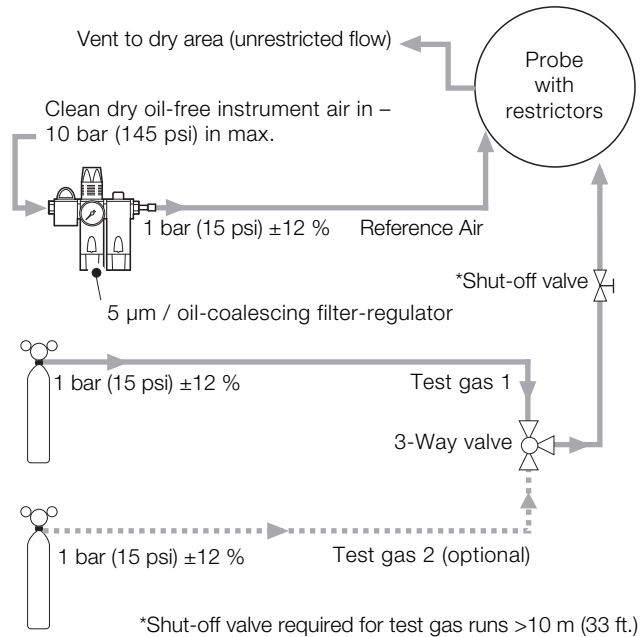 Vent to dry area (unrestricted flow)
Probe
with
restrictors
Clean dry oil-free instrument air in –
10 bar (145 psi) in max.
1 bar (15 psi) ±12 %
Reference Air
*Shut-off valve
5 µm / oil-coalescing filter-regulator
1 bar (15 psi) ±12 %
Test gas 1
3-Way valve
1 bar (15 psi) ±12 %
Test gas 2 (optional)
*Shut-off valve required for test gas runs >10 m (33 ft.)